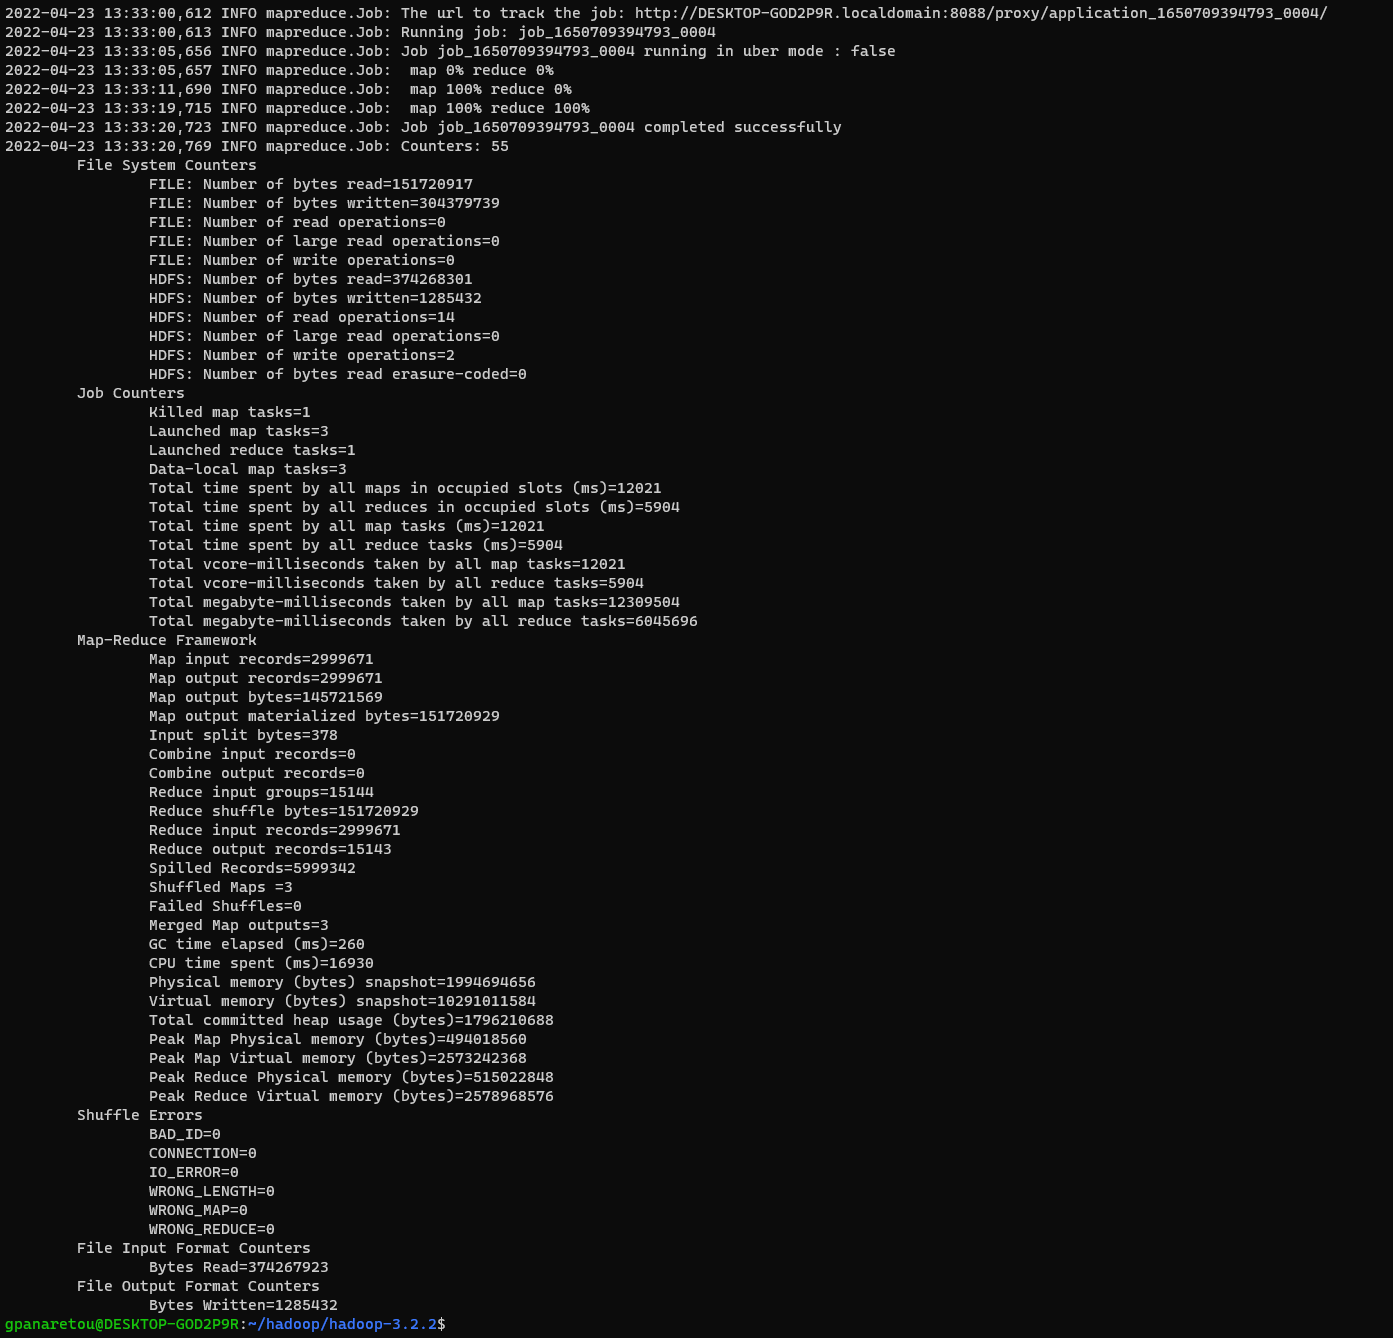 2022-04-23 13:33:00,612 INFO mapreduce.Job: The url to track the job: http://DESKTOP-GOD2P9R.localdomain:8088/proxy/application_1650709394793_0004/
2022-04-23 13:33:00,613 INFO mapreduce.Job: Running job: job_1650709394793_0004
2022-04-23 13:33:05,656 INFO mapreduce.Job: Job job_1650709394793_0004 running in uber mode : false
2022-04-23 13:33:05,657 INFO mapreduce.Job:  map 0% reduce 0%
2022-04-23 13:33:11,690 INFO mapreduce.Job:  map 100% reduce 0%
2022-04-23 13:33:19,715 INFO mapreduce.Job:  map 100% reduce 100%
2022-04-23 13:33:20,723 INFO mapreduce.Job: Job job_1650709394793_0004 completed successfully
2022-04-23 13:33:20,769 INFO mapreduce.Job: Counters: 55
File System Counters
FILE: Number of bytes read=151720917
FILE: Number of bytes written=304379739
FILE: Number of read operations=0
FILE: Number of large read operations=0
FILE: Number of write operations=0
HDFS: Number of bytes read=374268301
HDFS: Number of bytes written=1285432
HDFS: Number of read operations=14
HDFS: Number of large read operations=0
HDFS: Number of write operations=2
HDFS: Number of bytes read erasure-coded=0
Job Counters
Killed map tasks=1
Launched map tasks=3
Launched reduce tasks=1
Data-local map tasks=3
Total time spent by all maps in occupied slots (ms)=12021
Total time spent by all reduces in occupied slots (ms)=5904
Total time spent by all map tasks (ms)=12021
Total time spent by all reduce tasks (ms)=5904
Total vcore-milliseconds taken by all map tasks=12021
Total vcore-milliseconds taken by all reduce tasks=5904
Total megabyte-milliseconds taken by all map tasks=12309504
Total megabyte-milliseconds taken by all reduce tasks=6045696
Map-Reduce Framework
Map input records=2999671
Map output records=2999671
Map output bytes=145721569
Map output materialized bytes=151720929
Input split bytes=378
Combine input records=0
Combine output records=0
Reduce input groups=15144
Reduce shuffle bytes=151720929
Reduce input records=2999671
Reduce output records=15143
Spilled Records=5999342
Shuffled Maps =3
Failed Shuffles=0
Merged Map outputs=3
GC time elapsed (ms)=260
CPU time spent (ms)=16930
Physical memory (bytes) snapshot=1994694656
Virtual memory (bytes) snapshot=10291011584
Total committed heap usage (bytes)=1796210688
Peak Map Physical memory (bytes)=494018560
Peak Map Virtual memory (bytes)=2573242368
Peak Reduce Physical memory (bytes)=515022848
Peak Reduce Virtual memory (bytes)=2578968576
Shuffle Errors
BAD_ID=0
CONNECTION=0
IO_ERROR=0
WRONG_LENGTH=0
WRONG_MAP=0
WRONG_REDUCE=0
File Input Format Counters
Bytes Read=374267923
File Output Format Counters
Bytes Written=1285432
gpanaretou@DESKTOP-GOD2P9R:~/hadoop/hadoop-3.2.2$